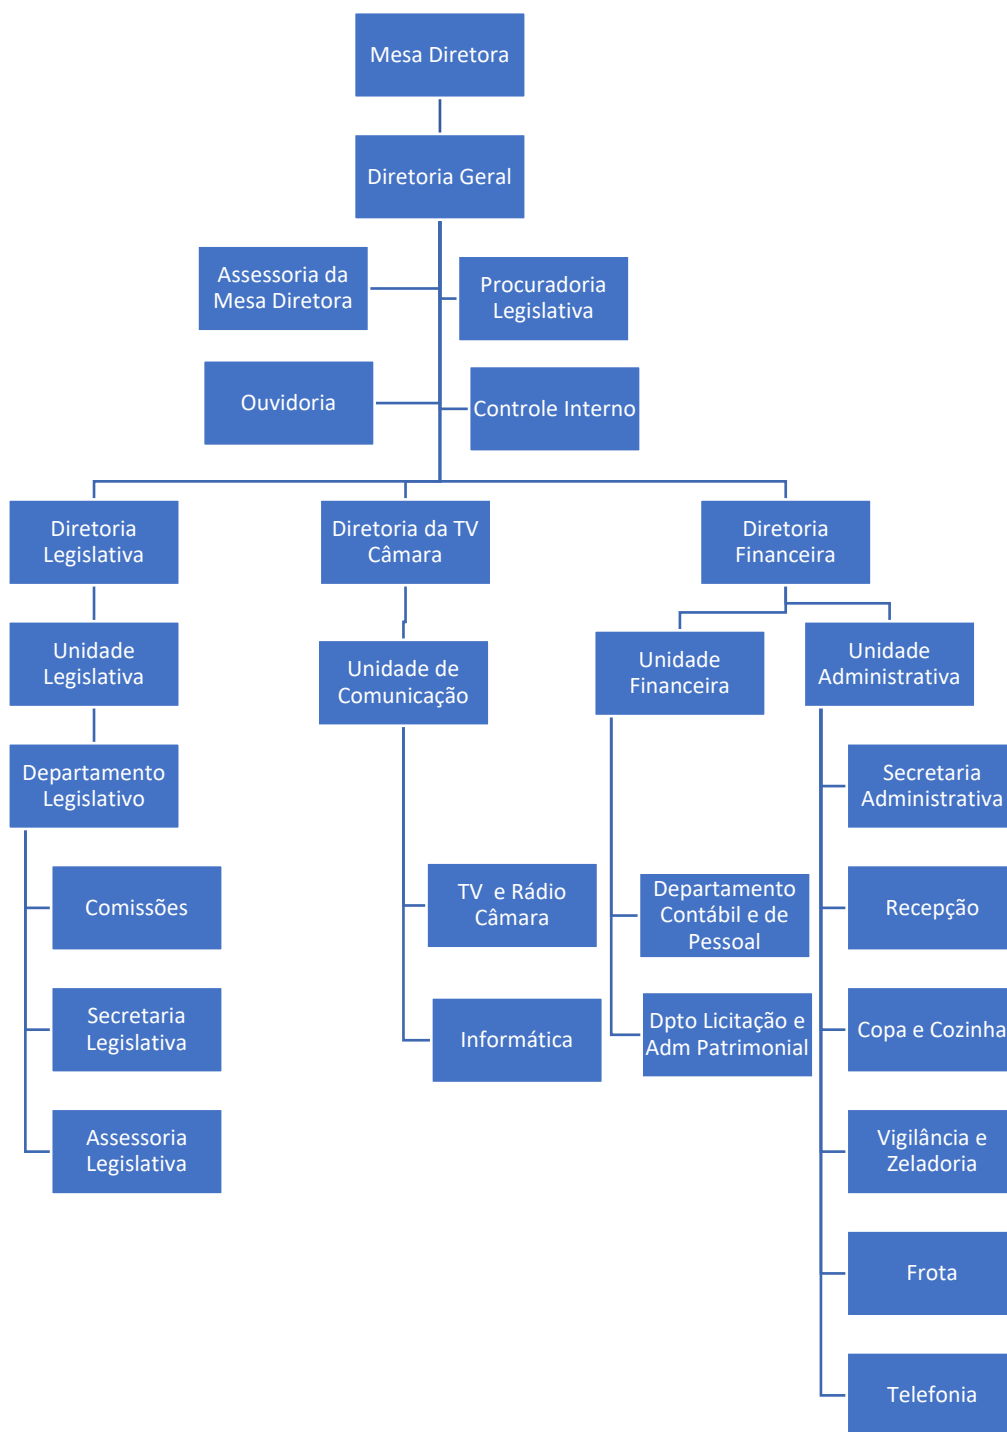 Mesa Diretora
Diretoria Geral
Assessoria da
Mesa Diretora
Procuradoria
Legislativa
Ouvidoria
Controle Interno
Diretoria
Legislativa
Diretoria da TV
Câmara
Diretoria
Financeira
Unidade
Legislativa
Unidade de
Comunicação
Unidade
Financeira
Unidade
Administrativa
Departamento
Legislativo
Secretaria
Administrativa
Comissões
TV e Rádio
Câmara
Departamento
Contábil e de
Pessoal
Recepção
Secretaria
Legislativa
Informática
Dpto Licitação e
Adm Patrimonial
Copa e Cozinha
Assessoria
Legislativa
Vigilância e
Zeladoria
Frota
Telefonia